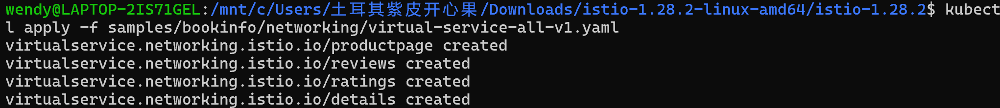 wendy@LAPTOP-2IS71GEL:/mnt/c/Users/土耳其紫皮开心果/Downloads/istio-1.28.2-linux-amd64/istio-1.28.2$ kubect
l apply -f samples/bookinfo/networking/virtual-service-all-v1.yaml
virtualservice.networking.istio.io/productpage created
virtualservice.networking.istio.io/reviews created
virtualservice.networking.istio.io/ratings created
virtualservice.networking.istio.io/details created